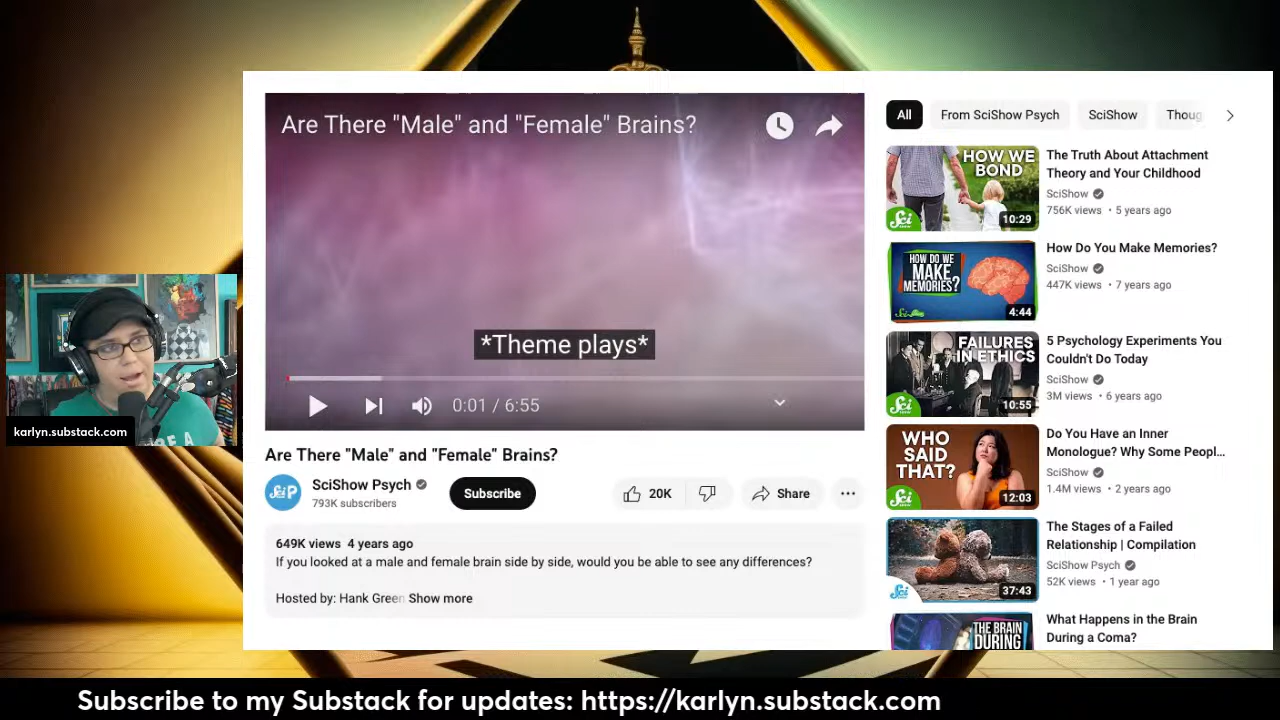 Are There "Male" and "Female" Brains?
*Theme plays*
0:01 / 6:55
Are There "Male" and "Female" Brains?
SciShow Psych
793K subscribers
Subscribe
20K
Share
649K views 4 years ago
If you looked at a male and female brain side by side, would you be able to see any differences?
Hosted by: Hank Green Show more
All
From SciShow Psych
SciShow
Thoug
HOW WE
BOND
Sci
SHOW
10:29
The Truth About Attachment
Theory and Your Childhood
SciShow
756K views • 5 years ago
HOW DO WE
MAKE
MEMORIES?
4:44
How Do You Make Memories?
SciShow
447K views • 7 years ago
FAILURES
IN ETHICS
Sci
SHOW
10:55
5 Psychology Experiments You
Couldn't Do Today
SciShow
3M views • 6 years ago
WHO
SAID
THAT?
Sci
SHOW
12:03
Do You Have an Inner
Monologue? Why Some Peopl...
SciShow
1.4M views • 2 years ago
Sci
37:43
The Stages of a Failed
Relationship | Compilation
SciShow Psych
52K views • 1 year ago
THE BRAIN
DURING
What Happens in the Brain
During a Coma?
karlyn.substack.com
Subscribe to my Substack for updates: https://karlyn.substack.com